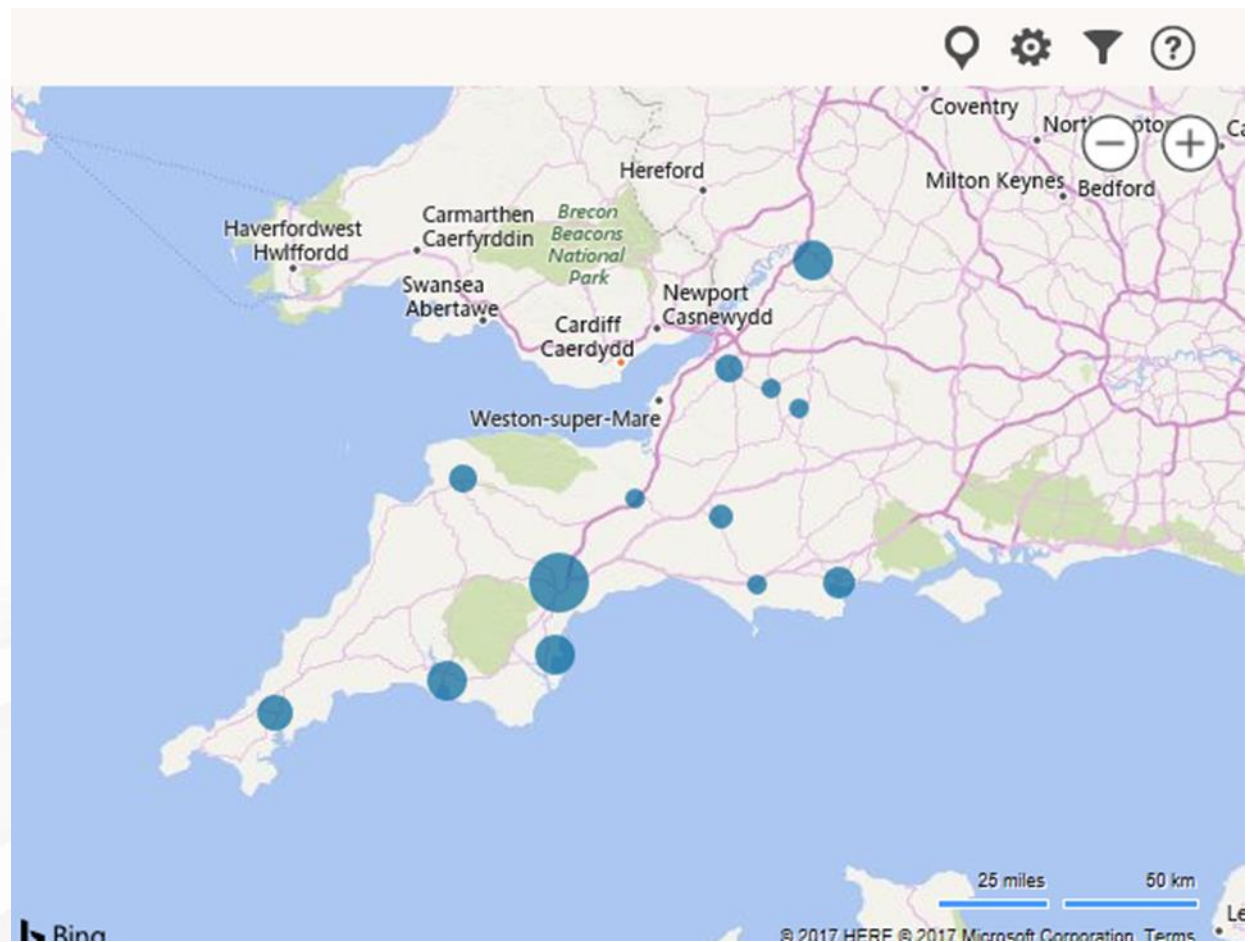 Coventry
Hereford
Milton Keynes
Bedford
Haverfordwest
Hwlffordd
Carmarthen
Caerfyrddin
Brecon
Beacons
National
Park
Swansea
Abertawe
Newport
Casnewydd
Cardiff
Caerdydd
Weston-super-Mare
25 miles
50 km
Bing
© 2017 HERE © 2017 Microsoft Corporation Terms